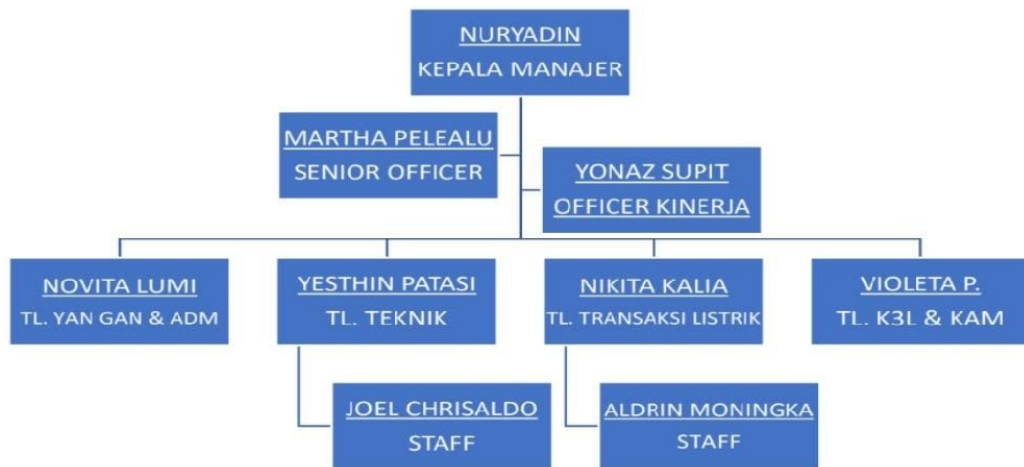 NURYADIN
KEPALA MANAJER
MARTHA PELEALU
SENIOR OFFICER
YONAZ SUPIT
OFFICER KINERJA
NOVITA LUMI
TL. YAN GAN & ADM
YESTHIN PATASI
TL. TEKNIK
NIKITA KALIA
TL. TRANSAKSI LISTRIK
VIOLETA P.
TL. K3L & KAM
JOEL CHRISALDO
STAFF
ALDRIN MONINGKA
STAFF